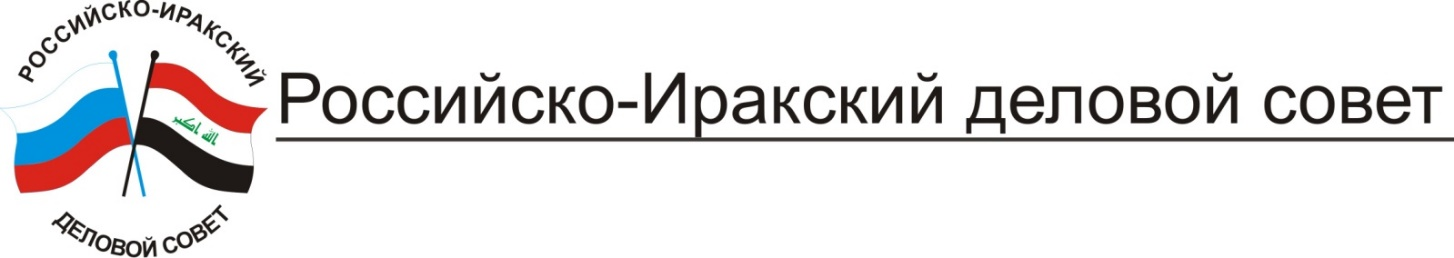 РОССИЙСКО-ИРАКСКИЙ
ДЕЛОВОЙ СОВЕТ
الله اكبر
Российско-Иракский деловой совет